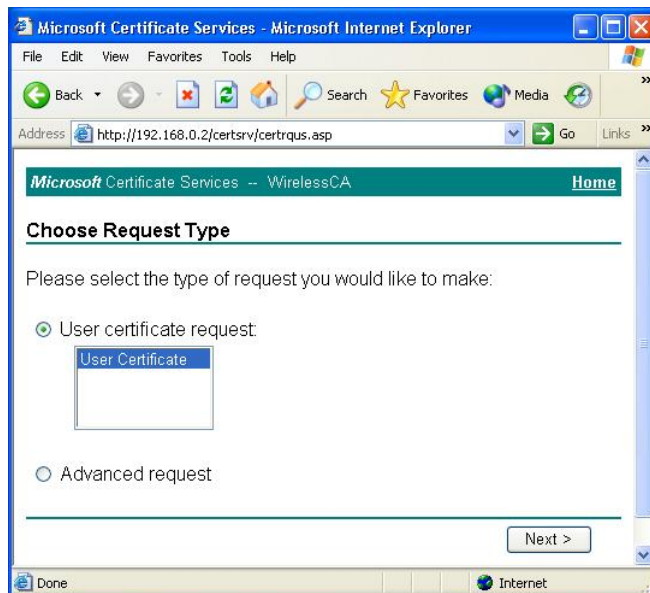 Microsoft Certificate Services - Microsoft Internet Explorer
File Edit View Favorites Tools Help
Back Search Favorites Media »
Address http://192.168.0.2/certsrv/certrqus.asp Go Links »
Microsoft Certificate Services -- WirelessCA Home
Choose Request Type
Please select the type of request you would like to make:
User certificate request:
User Certificate
Advanced request
Next >
Done Internet